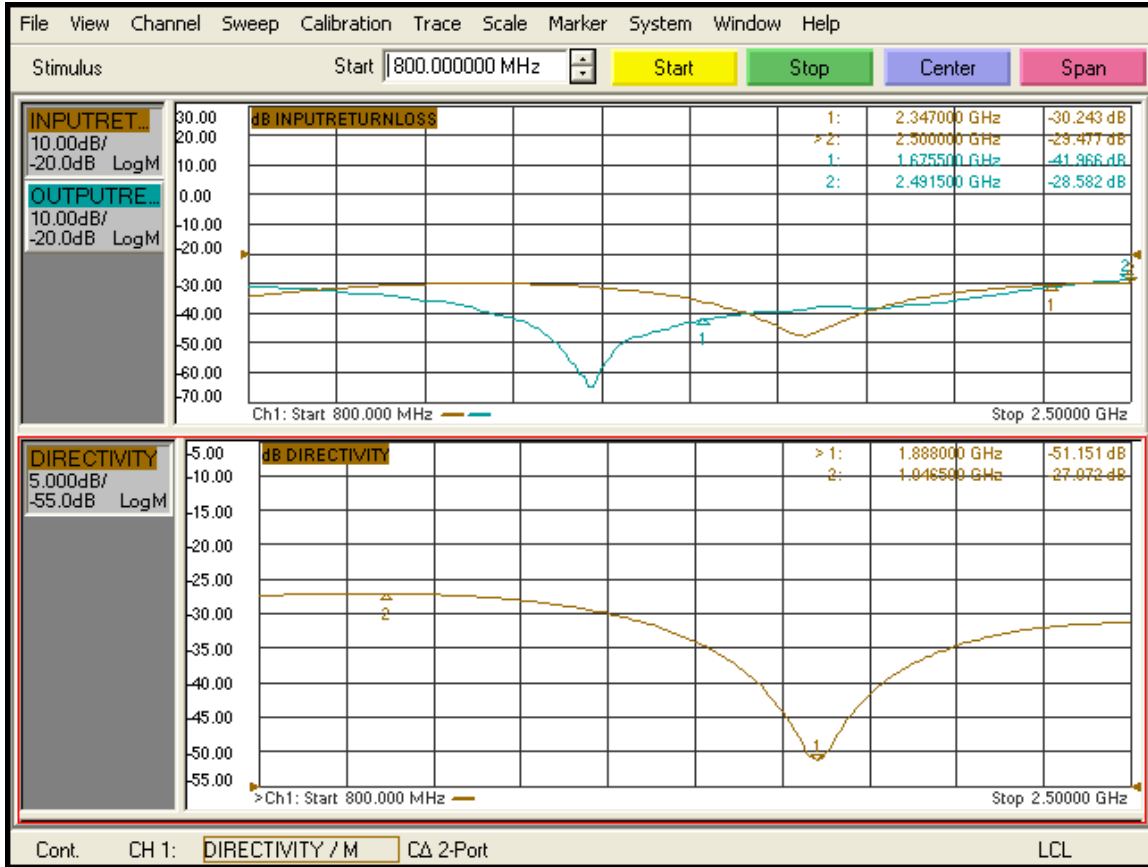 File View Channel Sweep Calibration Trace Scale Marker System Window Help
Stimulus Start 800.000000 MHz Start Stop Center Span
INPUTRET...
10.00dB/
-20.0dB LogM
OUTPUTRE...
10.00dB/
-20.0dB LogM
30.00
20.00
10.00
0.00
-10.00
-20.00
-30.00
-40.00
-50.00
-60.00
-70.00
dB INPUTRETURNLOSS
1: 2.347000 GHz -30.243 dB
>2: 2.500000 GHz -29.477 dB
1: 1.675500 GHz -41.966 dB
2: 2.491500 GHz -28.582 dB
2
1
1
Ch1: Start 800.000 MHz
Stop 2.50000 GHz
DIRECTIVITY
5.000dB/
-55.0dB LogM
-5.00
-10.00
-15.00
-20.00
-25.00
-30.00
-35.00
-40.00
-45.00
-50.00
-55.00
dB DIRECTIVITY
>1: 1.888000 GHz -51.151 dB
2: 1.046500 GHz -27.072 dB
2
1
>Ch1: Start 800.000 MHz
Stop 2.50000 GHz
Cont. CH 1: DIRECTIVITY / M CΔ 2-Port LCL